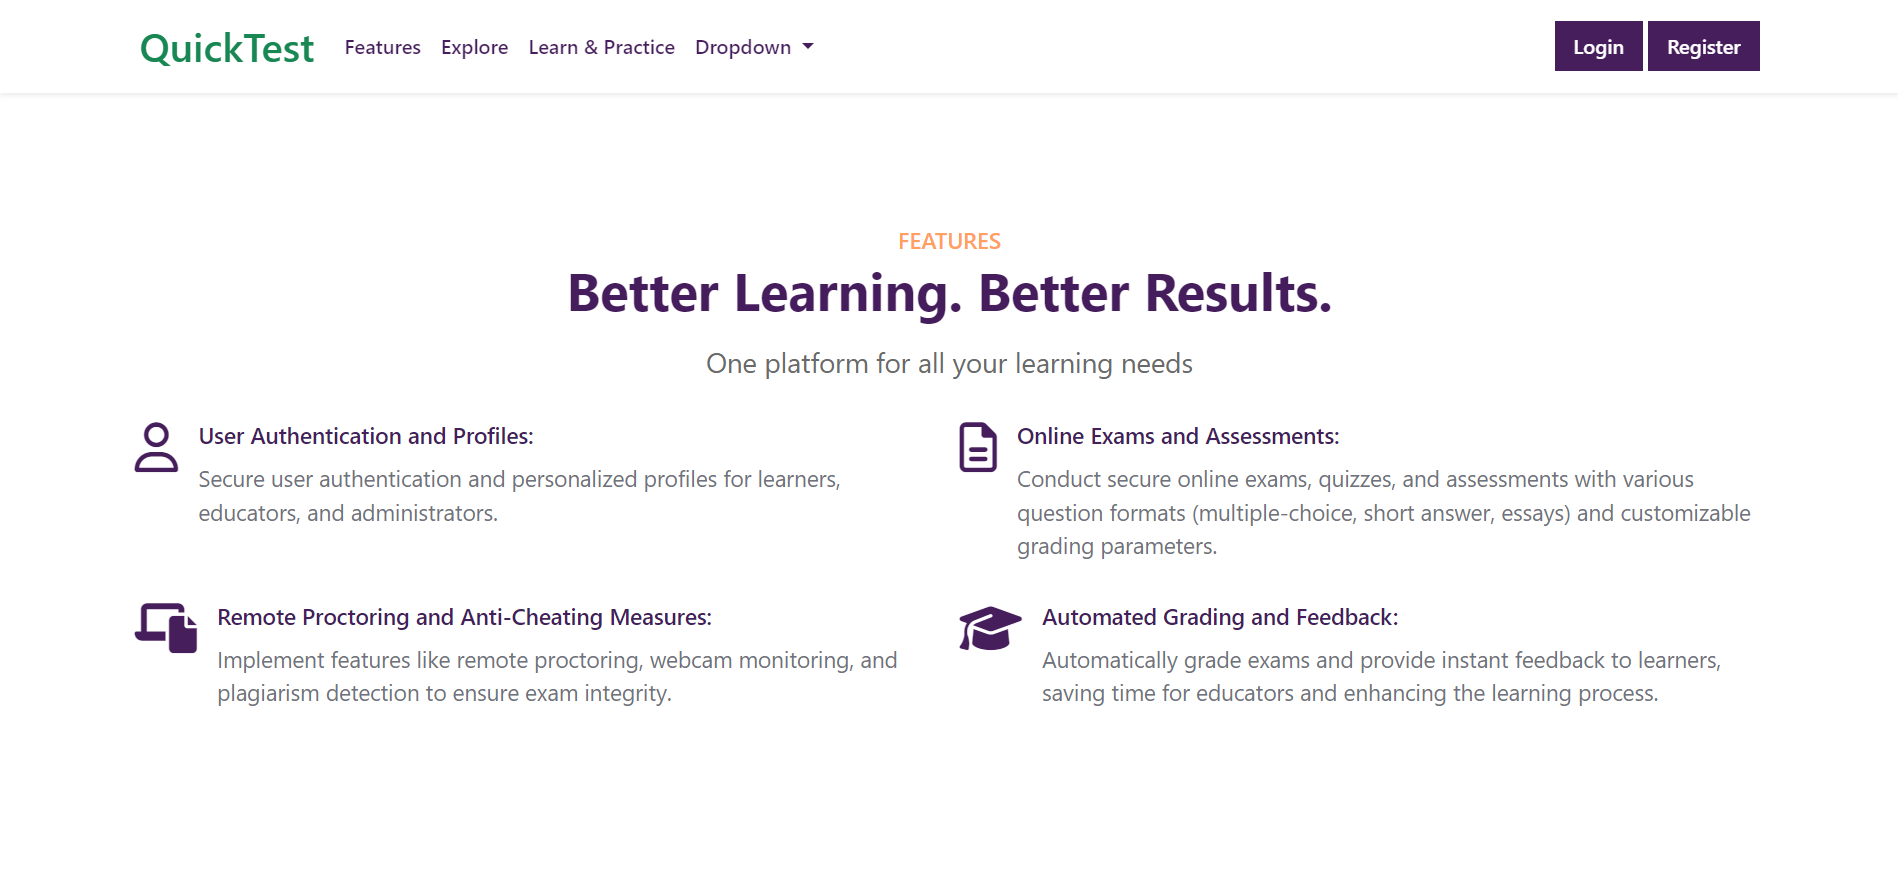 QuickTest
Features
Explore
Learn & Practice
Dropdown
Login
Register
FEATURES
Better Learning. Better Results.
One platform for all your learning needs
User Authentication and Profiles:
Secure user authentication and personalized profiles for learners,
educators, and administrators.
Online Exams and Assessments:
Conduct secure online exams, quizzes, and assessments with various
question formats (multiple-choice, short answer, essays) and customizable
grading parameters.
Remote Proctoring and Anti-Cheating Measures:
Implement features like remote proctoring, webcam monitoring, and
plagiarism detection to ensure exam integrity.
Automated Grading and Feedback:
Automatically grade exams and provide instant feedback to learners,
saving time for educators and enhancing the learning process.